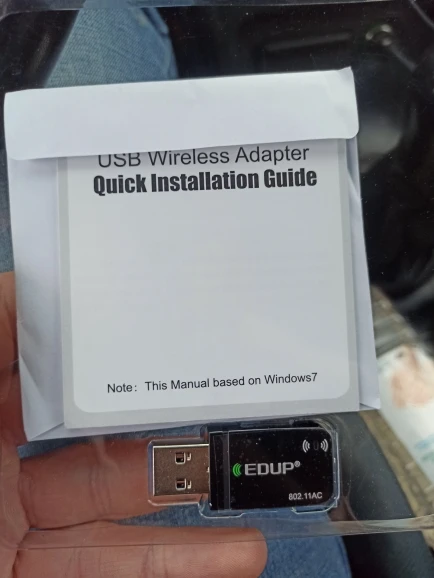 USB Wireless Adapter
Quick Installation Guide
Note: This Manual based on Windows7
EDUP®
802.11AC